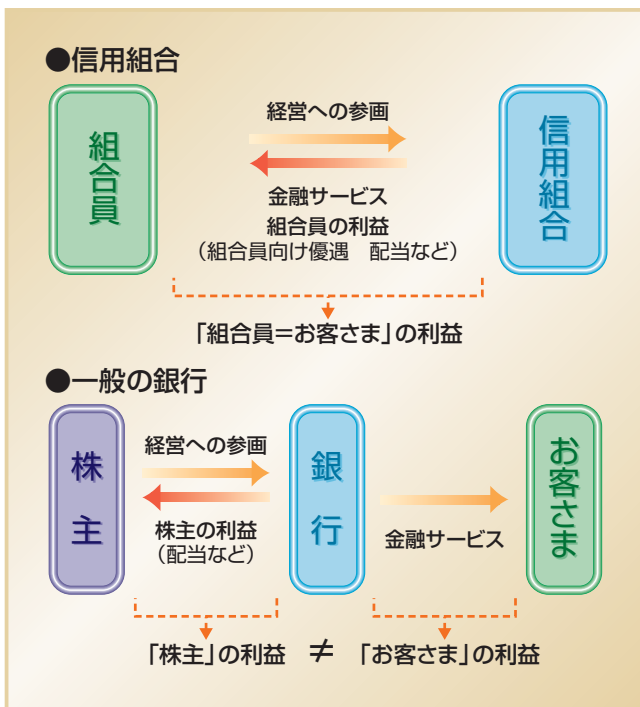 ●信用組合
組合員
経営への参画
金融サービス
組合員の利益
（組合員向け優遇　配当など）
信用組合
「組合員=お客さま」の利益
●一般の銀行
株主
経営への参画
株主の利益
（配当など）
銀行
金融サービス
お客さま
「株主」の利益　≠　「お客さま」の利益